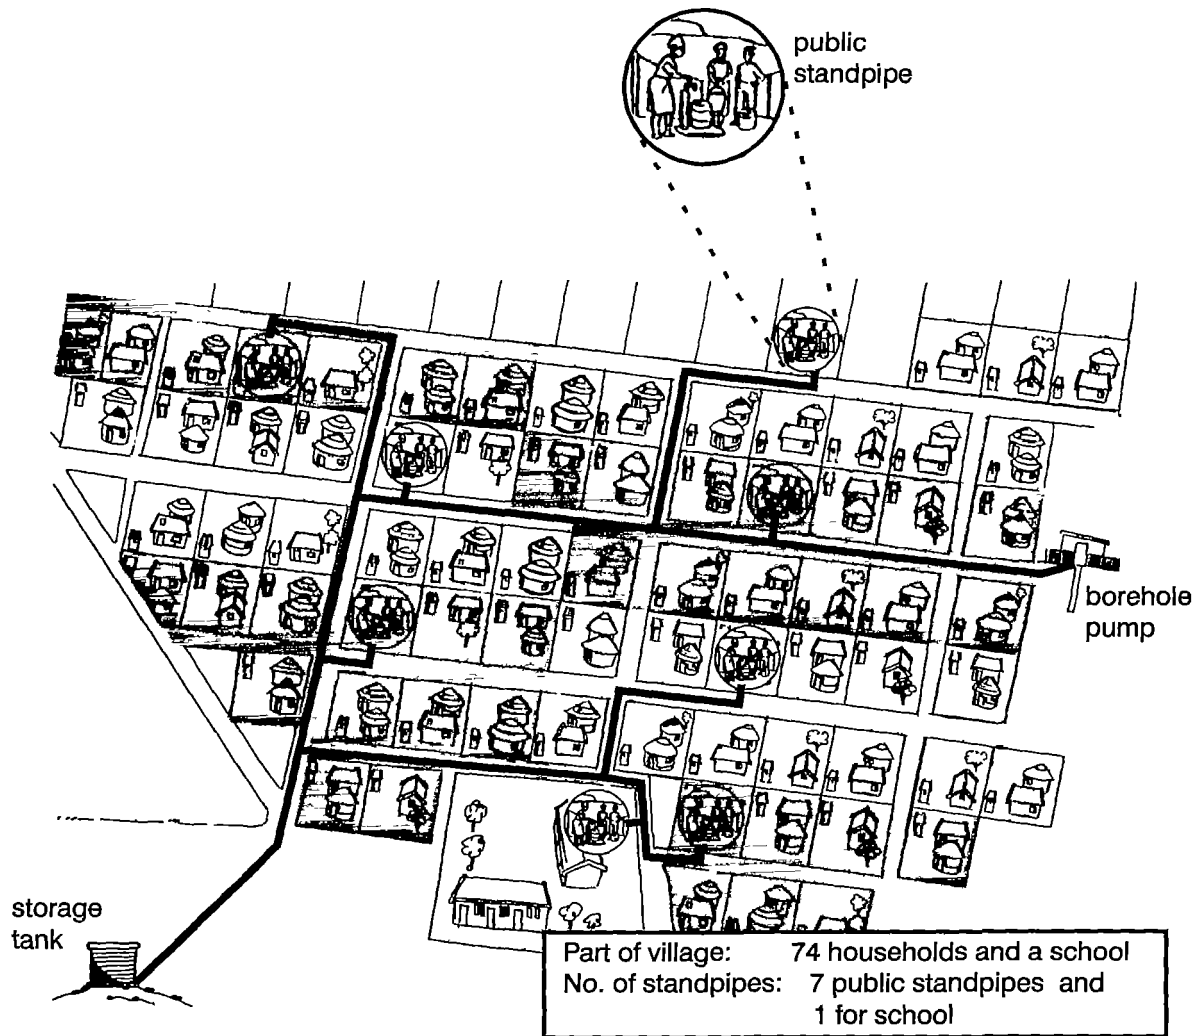 public
standpipe
borehole
pump
storage
tank
Part of village: 74 households and a school
No. of standpipes: 7 public standpipes and
1 for school